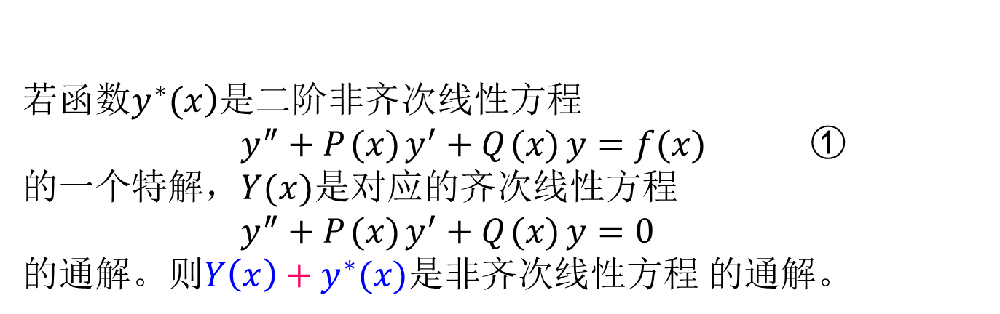 若函数y*(x)是二阶非齐次线性方程
y″ + P(x)y′ + Q(x)y = f(x) ①
的一个特解，Y(x)是对应的齐次线性方程
y″ + P(x)y′ + Q(x)y = 0
的通解。则Y(x) + y*(x)是非齐次线性方程 的通解。